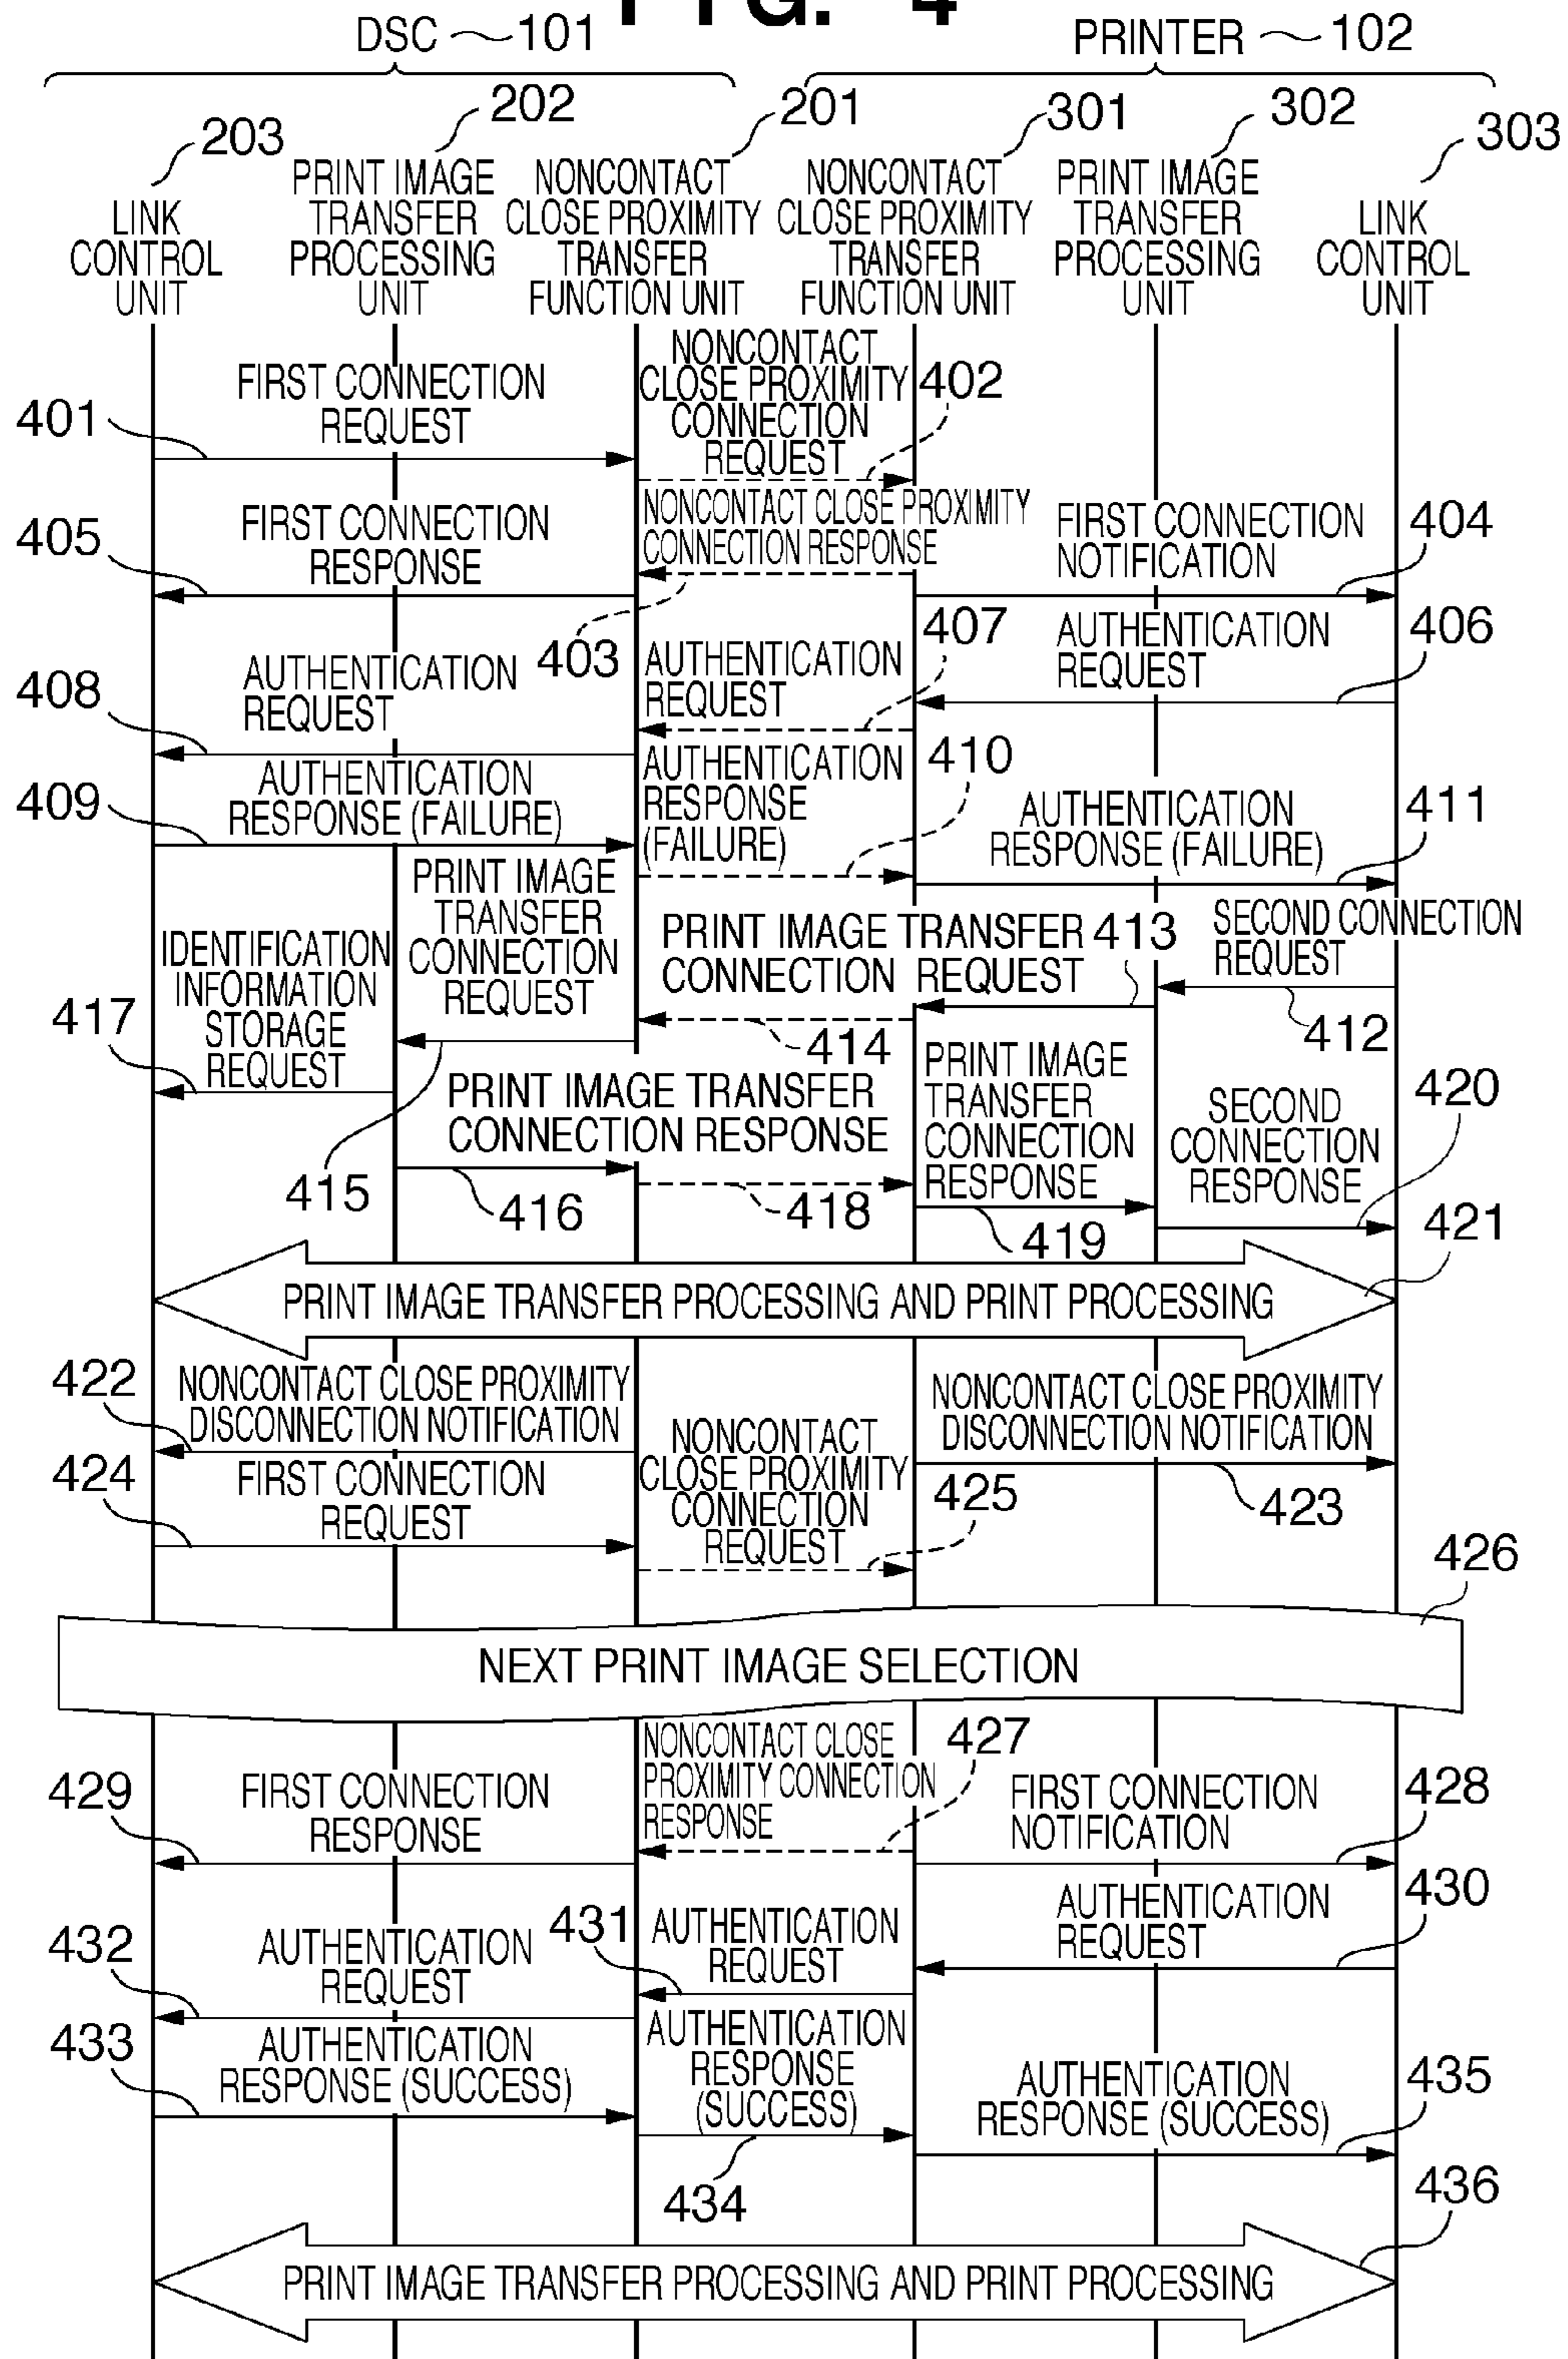 FIG. 4
DSC 101
PRINTER 102
203
202
201
301
302
303
LINK
CONTROL
UNIT
PRINT IMAGE
TRANSFER
PROCESSING
UNIT
NONCONTACT
CLOSE PROXIMITY
TRANSFER
FUNCTION UNIT
NONCONTACT
CLOSE PROXIMITY
TRANSFER
FUNCTION UNIT
PRINT IMAGE
TRANSFER
PROCESSING
UNIT
LINK
CONTROL
UNIT
401
FIRST CONNECTION
REQUEST
NONCONTACT
CLOSE PROXIMITY
CONNECTION
REQUEST
402
405
FIRST CONNECTION
RESPONSE
NONCONTACT CLOSE PROXIMITY
CONNECTION RESPONSE
403
FIRST CONNECTION
NOTIFICATION
404
408
AUTHENTICATION
REQUEST
AUTHENTICATION
REQUEST
407
AUTHENTICATION
REQUEST
406
409
AUTHENTICATION
RESPONSE (FAILURE)
AUTHENTICATION
RESPONSE
(FAILURE)
410
AUTHENTICATION
RESPONSE (FAILURE)
411
417
IDENTIFICATION
INFORMATION
STORAGE
REQUEST
PRINT IMAGE
TRANSFER
CONNECTION
REQUEST
PRINT IMAGE TRANSFER
CONNECTION REQUEST
413
SECOND CONNECTION
REQUEST
412
414
415
PRINT IMAGE TRANSFER
CONNECTION RESPONSE
416
418
PRINT IMAGE
TRANSFER
CONNECTION
RESPONSE
419
SECOND
CONNECTION
RESPONSE
420
421
PRINT IMAGE TRANSFER PROCESSING AND PRINT PROCESSING
422
NONCONTACT CLOSE PROXIMITY
DISCONNECTION NOTIFICATION
NONCONTACT CLOSE PROXIMITY
DISCONNECTION NOTIFICATION
423
424
FIRST CONNECTION
REQUEST
NONCONTACT
CLOSE PROXIMITY
CONNECTION
REQUEST
425
426
NEXT PRINT IMAGE SELECTION
429
FIRST CONNECTION
RESPONSE
NONCONTACT CLOSE
PROXIMITY CONNECTION
RESPONSE
427
FIRST CONNECTION
NOTIFICATION
428
432
AUTHENTICATION
REQUEST
431
AUTHENTICATION
REQUEST
AUTHENTICATION
REQUEST
430
433
AUTHENTICATION
RESPONSE (SUCCESS)
AUTHENTICATION
RESPONSE
(SUCCESS)
434
AUTHENTICATION
RESPONSE (SUCCESS)
435
436
PRINT IMAGE TRANSFER PROCESSING AND PRINT PROCESSING